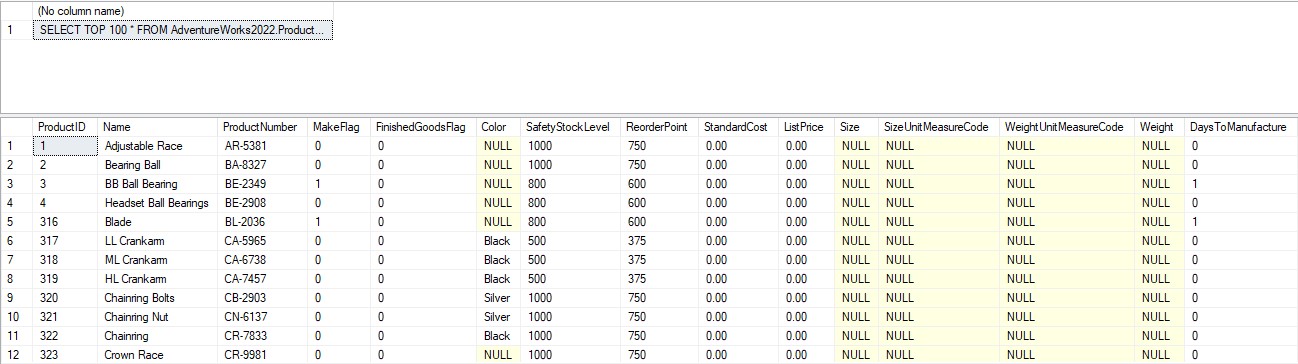 (No column name)
1 SELECT TOP 100 * FROM AdventureWorks2022.Product...
ProductID Name ProductNumber MakeFlag FinishedGoodsFlag Color SafetyStockLevel ReorderPoint StandardCost ListPrice Size SizeUnitMeasureCode WeightUnitMeasureCode Weight DaysToManufacture
1 1 Adjustable Race AR-5381 0 0 NULL 1000 750 0.00 0.00 NULL NULL NULL NULL 0
2 2 Bearing Ball BA-8327 0 0 NULL 1000 750 0.00 0.00 NULL NULL NULL NULL 0
3 3 BB Ball Bearing BE-2349 1 0 NULL 800 600 0.00 0.00 NULL NULL NULL NULL 1
4 4 Headset Ball Bearings BE-2908 0 0 NULL 800 600 0.00 0.00 NULL NULL NULL NULL 0
5 316 Blade BL-2036 1 0 NULL 800 600 0.00 0.00 NULL NULL NULL NULL 1
6 317 LL Crankarm CA-5965 0 0 Black 500 375 0.00 0.00 NULL NULL NULL NULL 0
7 318 ML Crankarm CA-6738 0 0 Black 500 375 0.00 0.00 NULL NULL NULL NULL 0
8 319 HL Crankarm CA-7457 0 0 Black 500 375 0.00 0.00 NULL NULL NULL NULL 0
9 320 Chainring Bolts CB-2903 0 0 Silver 1000 750 0.00 0.00 NULL NULL NULL NULL 0
10 321 Chainring Nut CN-6137 0 0 Silver 1000 750 0.00 0.00 NULL NULL NULL NULL 0
11 322 Chainring CR-7833 0 0 Black 1000 750 0.00 0.00 NULL NULL NULL NULL 0
12 323 Crown Race CR-9981 0 0 NULL 1000 750 0.00 0.00 NULL NULL NULL NULL 0